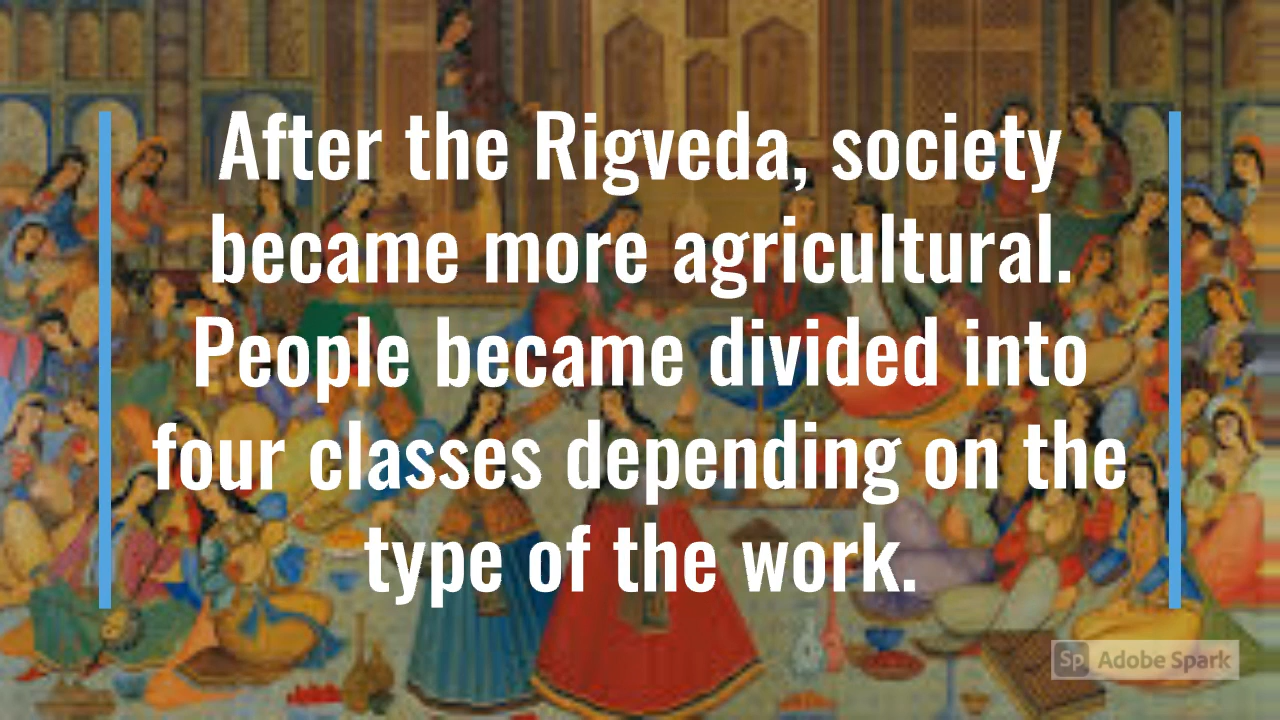 After the Rigveda, society
became more agricultural.
People became divided into
four classes depending on the
type of the work.
Sp Adobe Spark